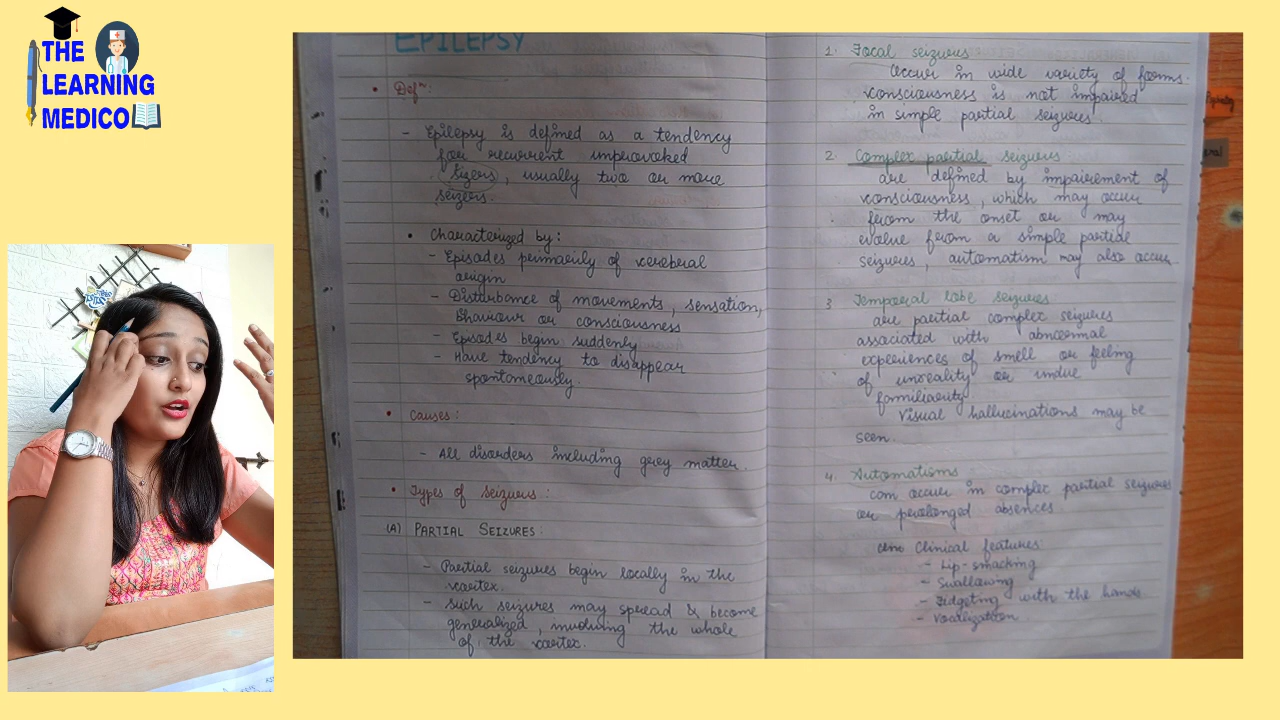 THE
LEARNING
MEDICO
EPILEPSY
• Defⁿ:
- Epilepsy is defined as a tendency
for recurrent unprovoked
sizers, usually two or more
seizers.
• Characterized by:
- Episodes primarily of cerebral
origin
- Disturbance of movements, sensation,
bhaviour or consciousness
- Episodes begin suddenly
- Have tendency to disappear
spontaneously.
• Causes:
- All disorders including grey matter.
• Types of seizures:
(A) PARTIAL SEIZURES:
- Partial seizures begin locally in the
cortex.
- Such seizures may spread & become
generalized, involving the whole
of the cortex.
1. Focal seizures
Occur in wide variety of forms.
consciousness is not impaired
in simple partial seizures.
2. Complex partial seizures:
are defined by impairement of
consciousness, which may occur
from the onset or may
evolve from a simple partial
seizures, automatism may also occur
3 Temporal lobe seizures
are partial complex seizures
associated with abnormal
experiences of smell or feeling
of unreality or undue
familiarity
Visual hallucinations may be
seen.
4. Automatisms
can occur in complex partial seizures
or prolonged absences
Clinical features:
- Lip-smacking
- Swallowing
- Fidgeting with the hands
- Vocalization.